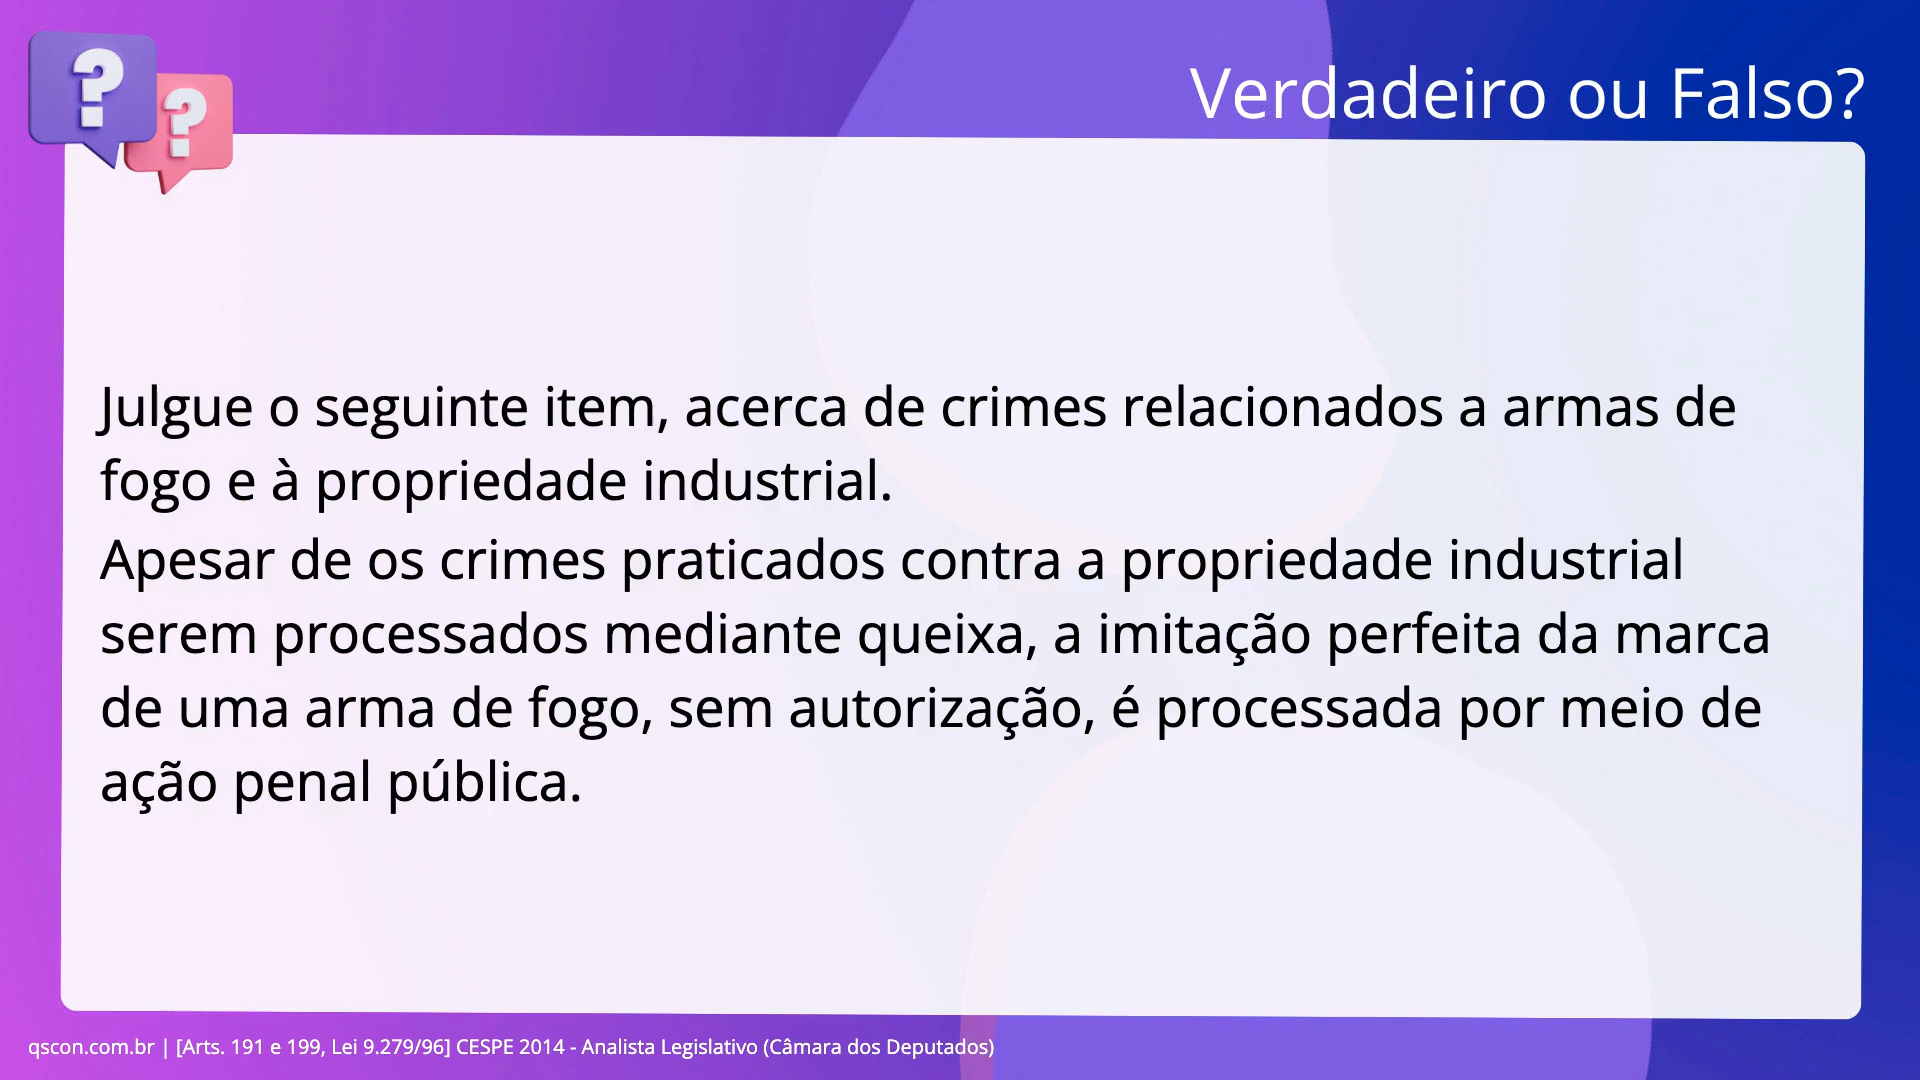 Verdadeiro ou Falso?
Julgue o seguinte item, acerca de crimes relacionados a armas de
fogo e à propriedade industrial.
Apesar de os crimes praticados contra a propriedade industrial
serem processados mediante queixa, a imitação perfeita da marca
de uma arma de fogo, sem autorização, é processada por meio de
ação penal pública.
qscon.com.br | [Arts. 191 e 199, Lei 9.279/96] CESPE 2014 - Analista Legislativo (Câmara dos Deputados)